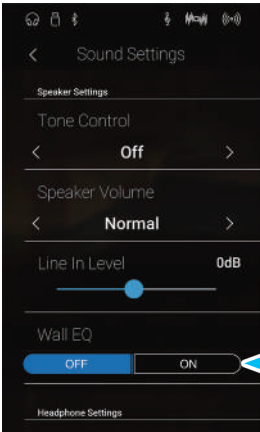 Sound Settings
Speaker Settings
Tone Control
Off
Speaker Volume
Normal
Line In Level 0dB
Wall EQ
OFF ON
Headphone Settings